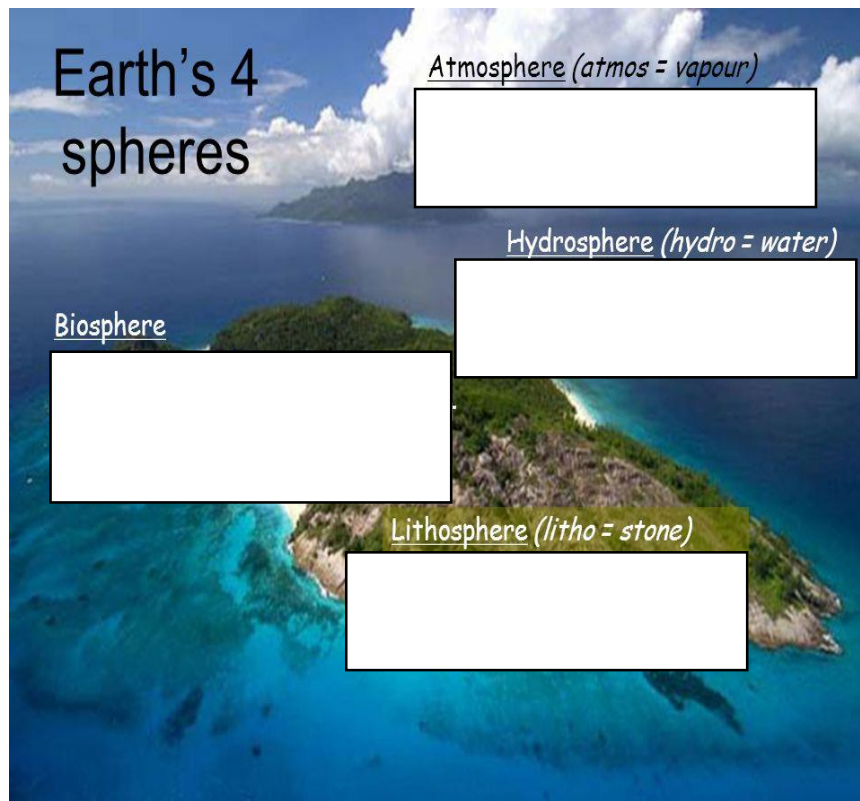 Earth's 4
spheres
Atmosphere (atmos = vapour)
Hydrosphere (hydro = water)
Biosphere
Lithosphere (litho = stone)